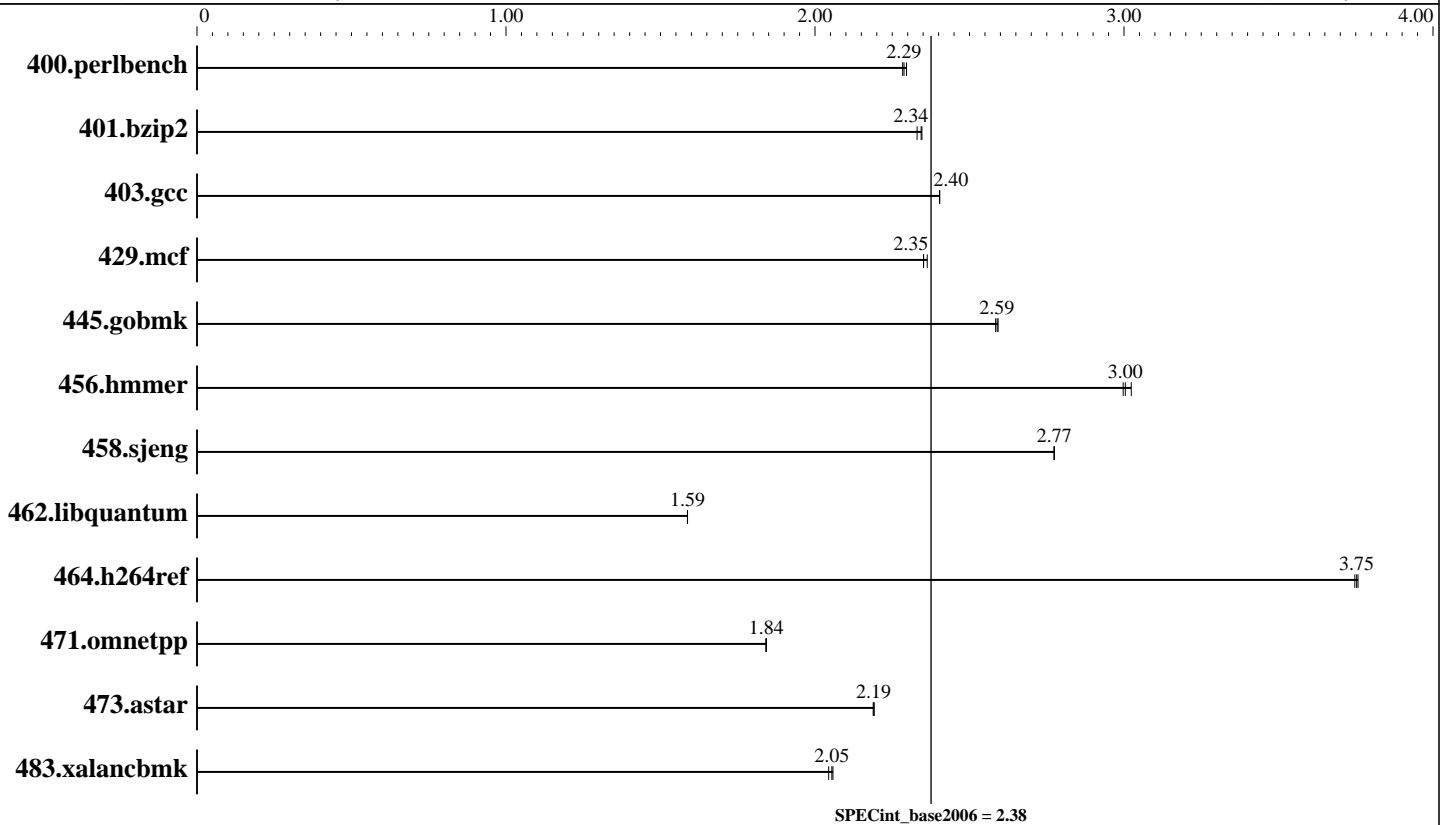 0 1.00 2.00 3.00 4.00
400.perlbench 2.29
401.bzip2 2.34
403.gcc 2.40
429.mcf 2.35
445.gobmk 2.59
456.hmmer 3.00
458.sjeng 2.77
462.libquantum 1.59
464.h264ref 3.75
471.omnetpp 1.84
473.astar 2.19
483.xalancbmk 2.05
SPECint_base2006 = 2.38